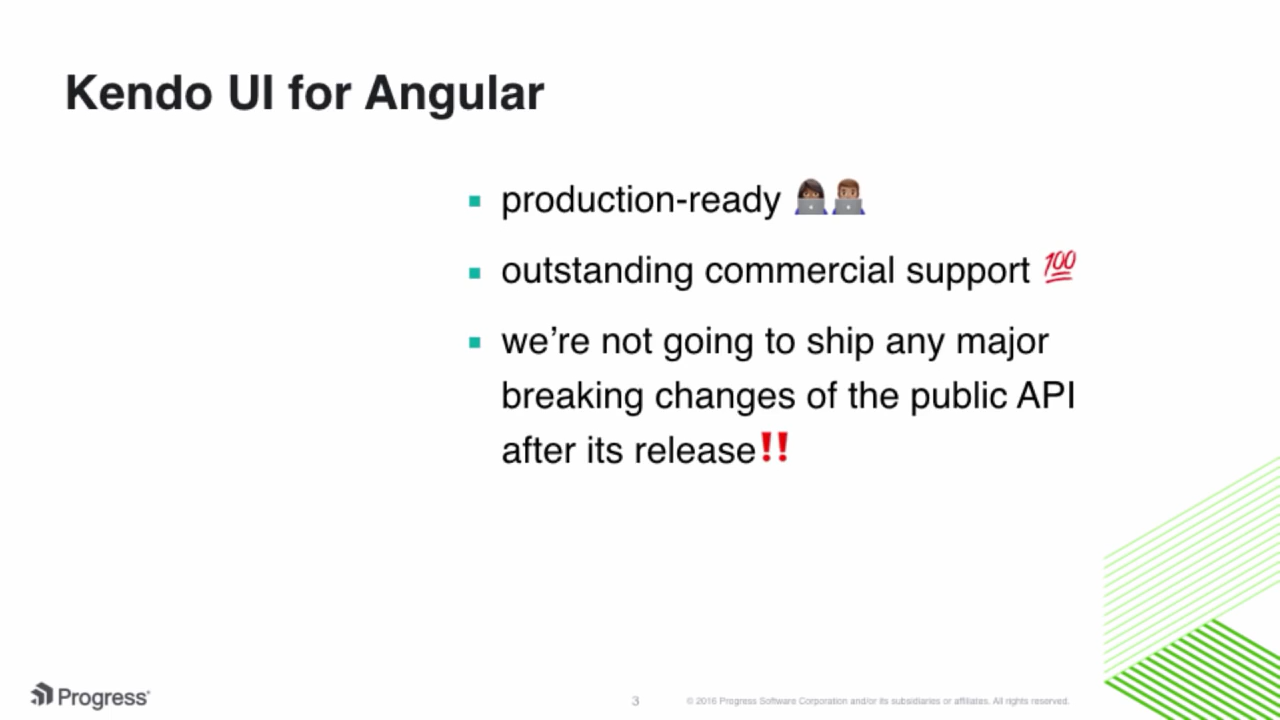 Kendo UI for Angular
production-ready 👩🏾‍💻👨🏽‍💻
outstanding commercial support 💯
we’re not going to ship any major
breaking changes of the public API
after its release‼️
Progress®
3
© 2016 Progress Software Corporation and/or its subsidiaries or affiliates. All rights reserved.